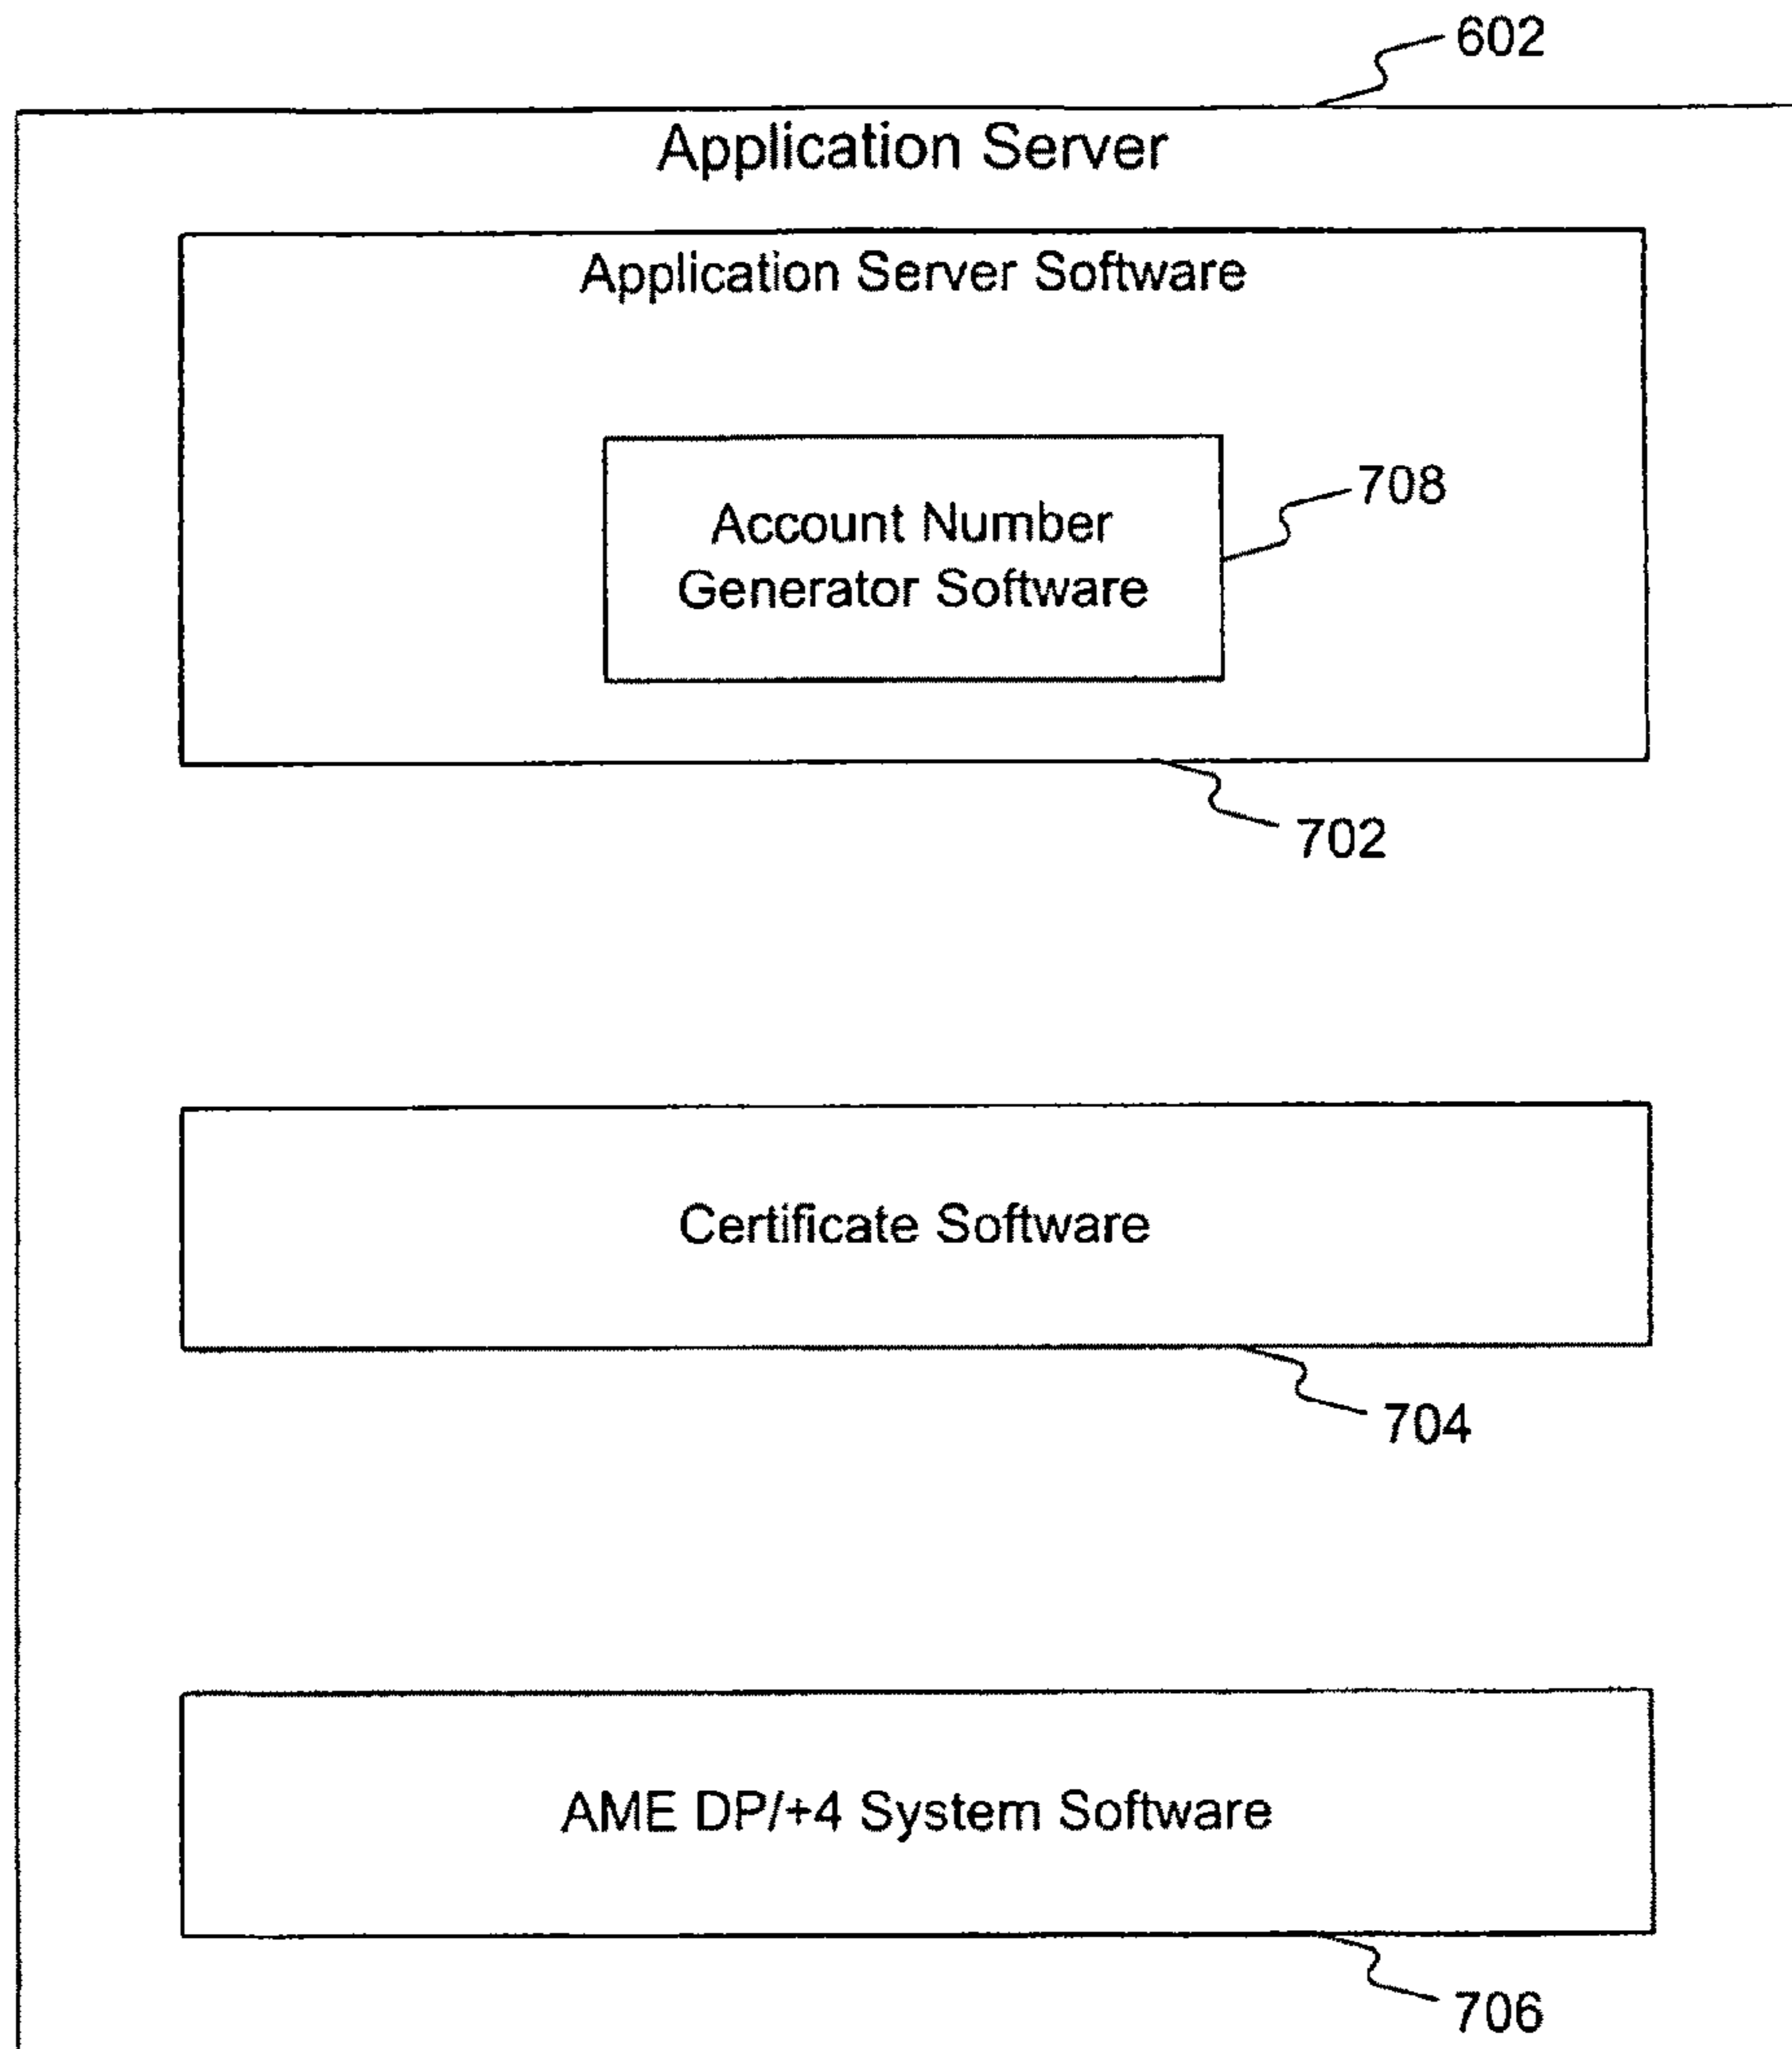 602
Application Server
Application Server Software
Account Number
Generator Software
708
702
Certificate Software
704
AME DP/+4 System Software
706